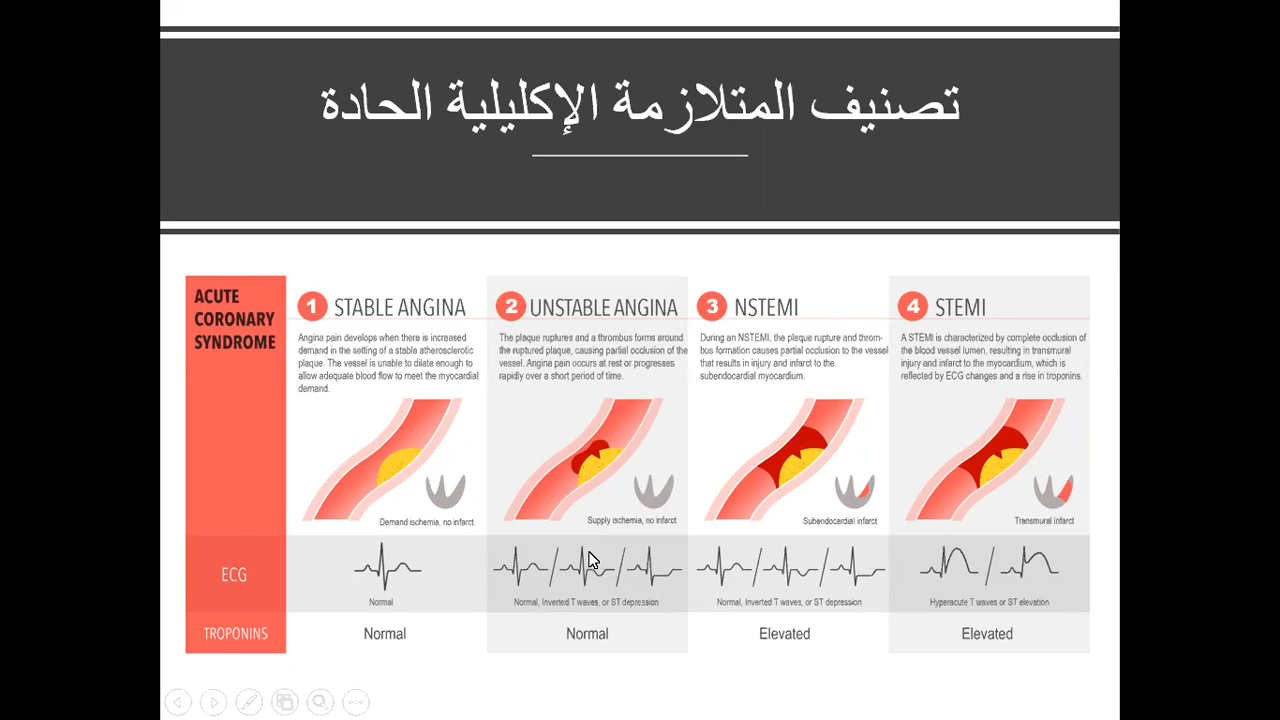 تصنيف المتلازمة الإكليلية الحادة
ACUTE
CORONARY
SYNDROME
1 STABLE ANGINA
Angina pain develops when there is increased
demand in the setting of a stable atherosclerotic
plaque. The vessel is unable to dilate enough to
allow adequate blood flow to meet the myocardial
demand.
Demand ischemia, no infarct
2 UNSTABLE ANGINA
The plaque ruptures and a thrombus forms around
the ruptured plaque, causing partial occlusion of the
vessel. Angina pain occurs at rest or progresses
rapidly over a short period of time.
Supply ischemia, no infarct
3 NSTEMI
During an NSTEMI, the plaque rupture and throm-
bus formation causes partial occlusion to the vessel
that results in injury and infarct to the
subendocardial myocardium.
Subendocardial infarct
4 STEMI
A STEMI is characterized by complete occlusion of
the blood vessel lumen, resulting in transmural
injury and infarct to the myocardium, which is
reflected by ECG changes and a rise in troponins.
Transmural infarct
ECG
Normal
Normal, Inverted T waves, or ST depression
Normal, Inverted T waves, or ST depression
Hyperacute T waves or ST elevation
TROPONINS
Normal
Normal
Elevated
Elevated